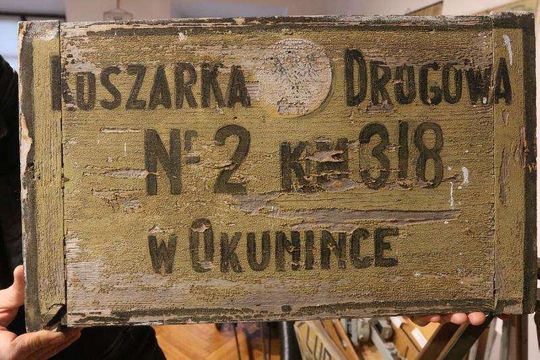 KOSZARKA DROGOWA
№ 2 KM 318
W OKUNINCE